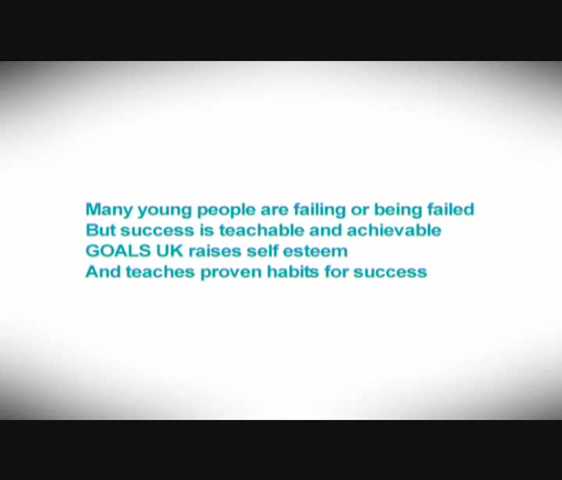 Many young people are failing or being failed
But success is teachable and achievable
GOALS UK raises self esteem
And teaches proven habits for success